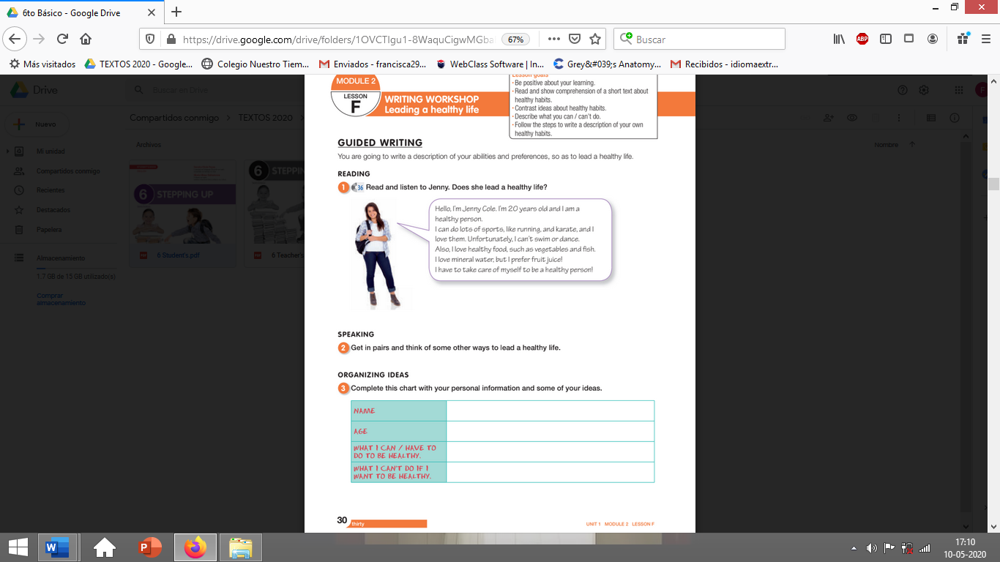 6to Básico - Google Drive
https://drive.google.com/drive/folders/1OVCTIgu1-8WaquCigwMGba
67%
Buscar
Más visitados
TEXTOS 2020 - Google...
Colegio Nuestro Tiem...
Enviados - francisca29...
WebClass Software | In...
Grey&#039;s Anatomy...
Recibidos - idiomaextr...
Drive
Buscar en Drive
Nuevo
Mi unidad
Compartidos conmigo
Recientes
Destacados
Papelera
Almacenamiento
1.7 GB de 15 GB utilizado(s)
Comprar
almacenamiento
Compartidos conmigo
TEXTOS 2020
Archivos
Nombre
6 STEPPING UP
6 Student's.pdf
6 STEPPI
6 Teacher's
MODULE 2
LESSON
F
WRITING WORKSHOP
Leading a healthy life
Lesson goals
· Be positive about your learning.
· Read and show comprehension of a short text about
healthy habits.
· Contrast ideas about healthy habits.
· Describe what you can / can't do.
· Follow the steps to write a description of your own
healthy habits.
GUIDED WRITING
You are going to write a description of your abilities and preferences, so as to lead a healthy life.
READING
1 36 Read and listen to Jenny. Does she lead a healthy life?
Hello, I'm Jenny Cole. I'm 20 years old and I am a
healthy person.
I can do lots of sports, like running, and karate, and I
love them. Unfortunately, I can't swim or dance.
Also, I love healthy food, such as vegetables and fish.
I love mineral water, but I prefer fruit juice!
I have to take care of myself to be a healthy person!
SPEAKING
2 Get in pairs and think of some other ways to lead a healthy life.
ORGANIZING IDEAS
3 Complete this chart with your personal information and some of your ideas.
NAME
AGE
WHAT I CAN / HAVE TO
DO TO BE HEALTHY.
WHAT I CAN'T DO IF I
WANT TO BE HEALTHY.
30 thirty
UNIT 1 MODULE 2 LESSON F
17:10
10-05-2020